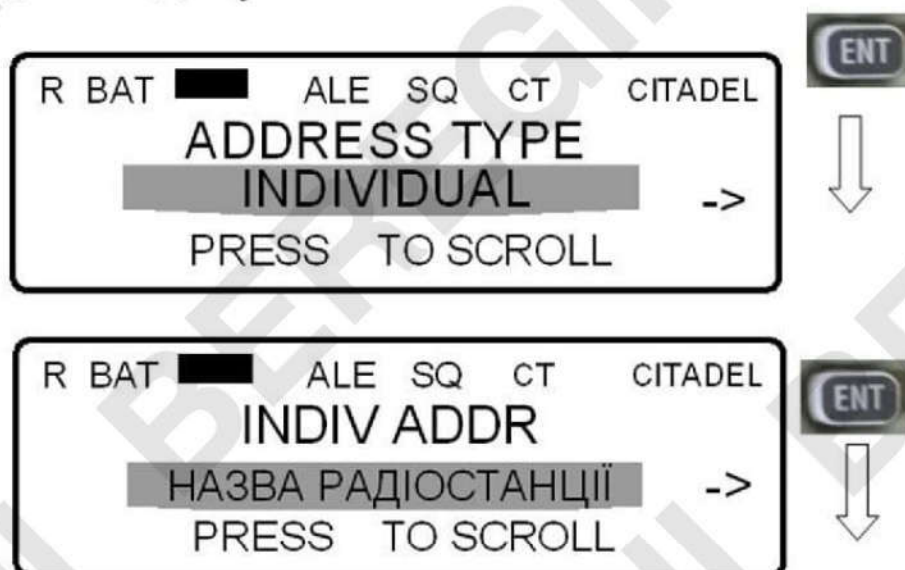 ENT
R BAT ALE SQ CT CITADEL
ADDRESS TYPE
INDIVIDUAL ->
PRESS TO SCROLL
R BAT ALE SQ CT CITADEL
ENT
INDIV ADDR
НАЗВА РАДІОСТАНЦІЇ ->
PRESS TO SCROLL